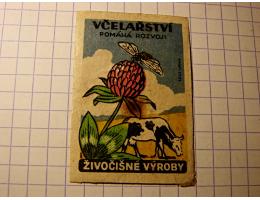 VČELAŘSTVÍ
POMÁHÁ ROZVOJI
ŽIVOČIŠNÉ VÝROBY